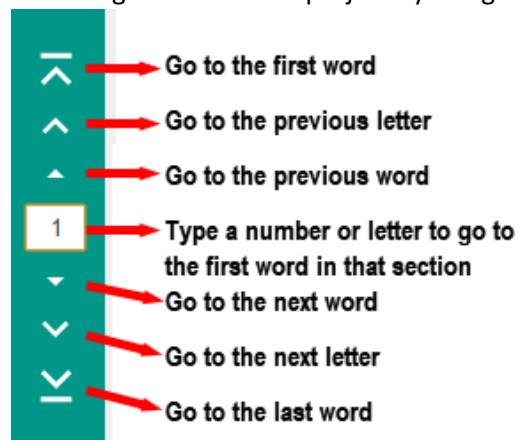 Go to the first word
Go to the previous letter
Go to the previous word
1
Type a number or letter to go to
the first word in that section
Go to the next word
Go to the next letter
Go to the last word